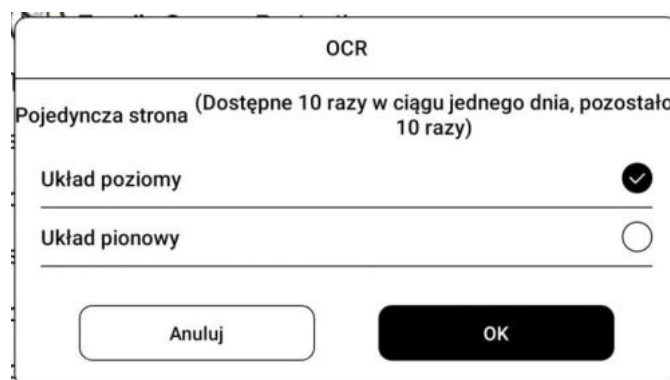 OCR
Pojedyncza strona (Dostępne 10 razy w ciągu jednego dnia, pozostało
10 razy)
Układ poziomy
Układ pionowy
Anuluj
OK